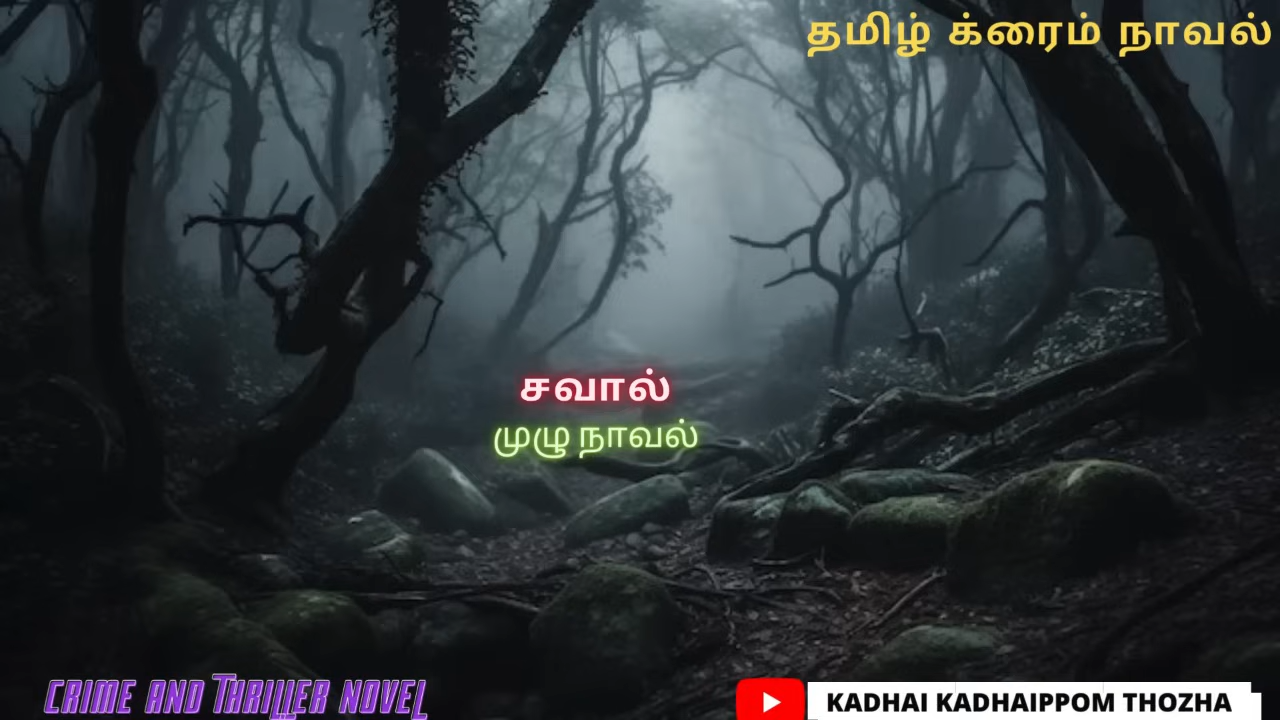 தமிழ் க்ரைம் நாவல்
சவால்
முழு நாவல்
CRIME AND THRILLER NOVEL
KADHAI KADHAIPPOM THOZHA